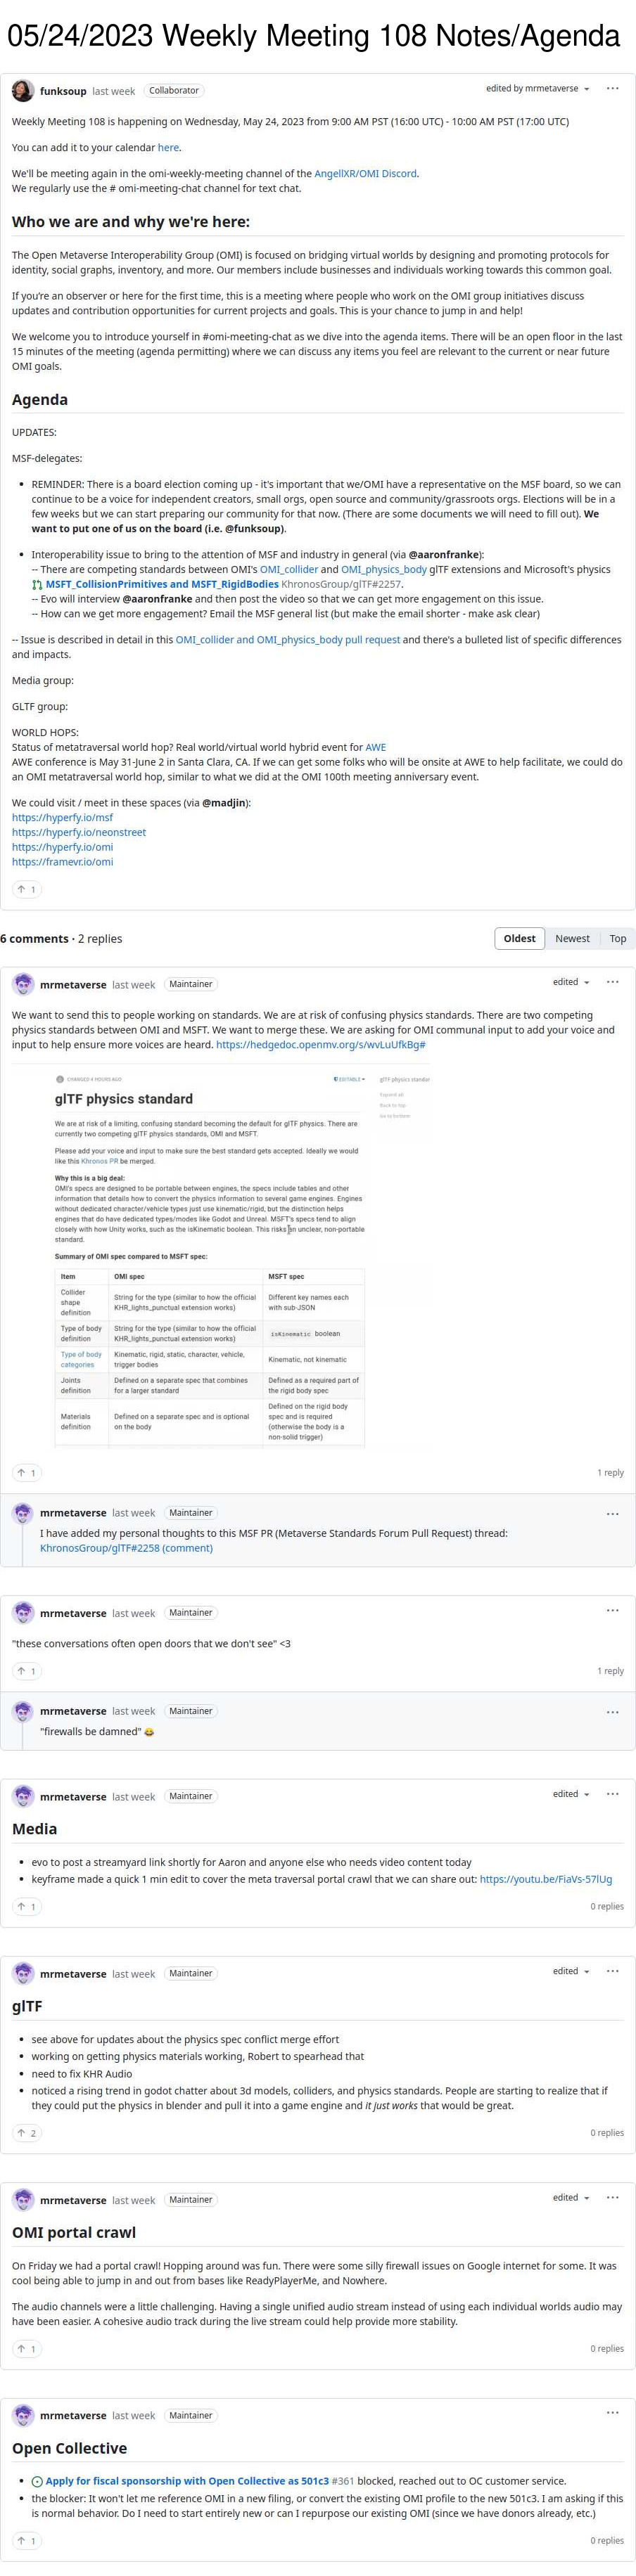 05/24/2023 Weekly Meeting 108 Notes/Agenda
funksoup last week Collaborator edited by mrmetaverse
Weekly Meeting 108 is happening on Wednesday, May 24, 2023 from 9:00 AM PST (16:00 UTC) - 10:00 AM PST (17:00 UTC)
You can add it to your calendar here.
We'll be meeting again in the omi-weekly-meeting channel of the AngellXR/OMI Discord.
We regularly use the # omi-meeting-chat channel for text chat.
Who we are and why we're here:
The Open Metaverse Interoperability Group (OMI) is focused on bridging virtual worlds by designing and promoting protocols for
identity, social graphs, inventory, and more. Our members include businesses and individuals working towards this common goal.
If you're an observer or here for the first time, this is a meeting where people who work on the OMI group initiatives discuss
updates and contribution opportunities for current projects and goals. This is your chance to jump in and help!
We welcome you to introduce yourself in #omi-meeting-chat as we dive into the agenda items. There will be an open floor in the last
15 minutes of the meeting (agenda permitting) where we can discuss any items you feel are relevant to the current or near future
OMI goals.
Agenda
UPDATES:
MSF-delegates:
• REMINDER: There is a board election coming up - it's important that we/OMI have a representative on the MSF board, so we can
continue to be a voice for independent creators, small orgs, open source and community/grassroots orgs. Elections will be in a
few weeks but we can start preparing our community for that now. (There are some documents we will need to fill out). We
want to put one of us on the board (i.e. @funksoup).
• Interoperability issue to bring to the attention of MSF and industry in general (via @aaronfranke):
-- There are competing standards between OMI's OMI_collider and OMI_physics_body glTF extensions and Microsoft's physics
MSFT_CollisionPrimitives and MSFT_RigidBodies KhronosGroup/glTF#2257.
-- Evo will interview @aaronfranke and then post the video so that we can get more engagement on this issue.
-- How can we get more engagement? Email the MSF general list (but make the email shorter - make ask clear)
-- Issue is described in detail in this OMI_collider and OMI_physics_body pull request and there's a bulleted list of specific differences
and impacts.
Media group:
GLTF group:
WORLD HOPS:
Status of metatraversal world hop? Real world/virtual world hybrid event for AWE
AWE conference is May 31-June 2 in Santa Clara, CA. If we can get some folks who will be onsite at AWE to help facilitate, we could do
an OMI metatraversal world hop, similar to what we did at the OMI 100th meeting anniversary event.
We could visit / meet in these spaces (via @madjin):
https://hyperfy.io/msf
https://hyperfy.io/neonstreet
https://hyperfy.io/omi
https://framevr.io/omi
↑ 1
6 comments · 2 replies Oldest Newest Top
mrmetaverse last week Maintainer edited
We want to send this to people working on standards. We are at risk of confusing physics standards. There are two competing
physics standards between OMI and MSFT. We want to merge these. We are asking for OMI communal input to add your voice and
input to help ensure more voices are heard. https://hedgedoc.openmv.org/s/wvLuUfkBg#
CHANGED 4 HOURS AGO EDITABLE glTF physics standar
glTF physics standard
Expand all
Back to top
Go to bottom
We are at risk of a limiting, confusing standard becoming the default for glTF physics. There are
currently two competing glTF physics standards, OMI and MSFT.
Please add your voice and input to make sure the best standard gets accepted. Ideally we would
like this Khronos PR be merged.
Why this is a big deal:
OMI's specs are designed to be portable between engines, the specs include tables and other
information that details how to convert the physics information to several game engines. Engines
without dedicated character/vehicle types just use kinematic/rigid, but the distinction helps
engines that do have dedicated types/modes like Godot and Unreal. MSFT's specs tend to align
closely with how Unity works, such as the isKinematic boolean. This risks an unclear, non-portable
standard.
Summary of OMI spec compared to MSFT spec:
Item OMI spec MSFT spec
Collider shape definition String for the type (similar to how the official KHR_lights_punctual extension works) Different key names each with sub-JSON
Type of body definition String for the type (similar to how the official KHR_lights_punctual extension works) isKinematic boolean
Type of body categories Kinematic, rigid, static, character, vehicle, trigger bodies Kinematic, not kinematic
Joints definition Defined on a separate spec that combines for a larger standard Defined as a required part of the rigid body spec
Materials definition Defined on a separate spec and is optional on the body Defined on the rigid body spec and is required (otherwise the body is a non-solid trigger)
↑ 1 1 reply
mrmetaverse last week Maintainer
I have added my personal thoughts to this MSF PR (Metaverse Standards Forum Pull Request) thread:
KhronosGroup/glTF#2258 (comment)
mrmetaverse last week Maintainer
"these conversations often open doors that we don't see" <3
↑ 1 1 reply
mrmetaverse last week Maintainer
"firewalls be damned" 😂
mrmetaverse last week Maintainer edited
Media
• evo to post a streamyard link shortly for Aaron and anyone else who needs video content today
• keyframe made a quick 1 min edit to cover the meta traversal portal crawl that we can share out: https://youtu.be/FiaVs-57lUg
↑ 1 0 replies
mrmetaverse last week Maintainer edited
glTF
• see above for updates about the physics spec conflict merge effort
• working on getting physics materials working, Robert to spearhead that
• need to fix KHR Audio
• noticed a rising trend in godot chatter about 3d models, colliders, and physics standards. People are starting to realize that if
they could put the physics in blender and pull it into a game engine and it just works that would be great.
↑ 2 0 replies
mrmetaverse last week Maintainer edited
OMI portal crawl
On Friday we had a portal crawl! Hopping around was fun. There were some silly firewall issues on Google internet for some. It was
cool being able to jump in and out from bases like ReadyPlayerMe, and Nowhere.
The audio channels were a little challenging. Having a single unified audio stream instead of using each individual worlds audio may
have been easier. A cohesive audio track during the live stream could help provide more stability.
↑ 1 0 replies
mrmetaverse last week Maintainer
Open Collective
• Apply for fiscal sponsorship with Open Collective as 501c3 #361 blocked, reached out to OC customer service.
• the blocker: It won't let me reference OMI in a new filing, or convert the existing OMI profile to the new 501c3. I am asking if this
is normal behavior. Do I need to start entirely new or can I repurpose our existing OMI (since we have donors already, etc.)
↑ 1 0 replies